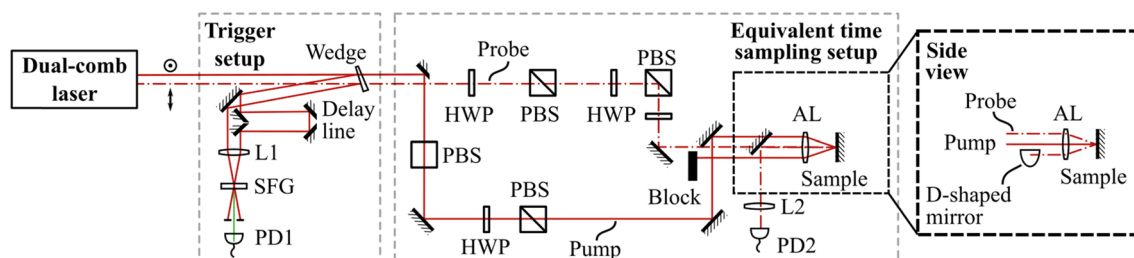 Dual-comb
laser
Trigger
setup
Wedge
Delay
line
L1
SFG
PD1
Probe
HWP
PBS
HWP
PBS
PBS
HWP
PBS
Pump
Block
Equivalent time
sampling setup
AL
Sample
L2
PD2
Side
view
Probe
AL
Pump
Sample
D-shaped
mirror